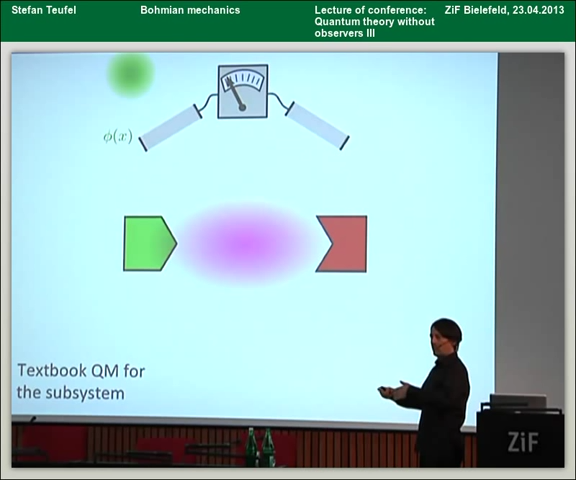 Stefan Teufel
Bohmian mechanics
Lecture of conference:
Quantum theory without
observers III
ZiF Bielefeld, 23.04.2013
ϕ(x)
Textbook QM for
the subsystem
ZiF